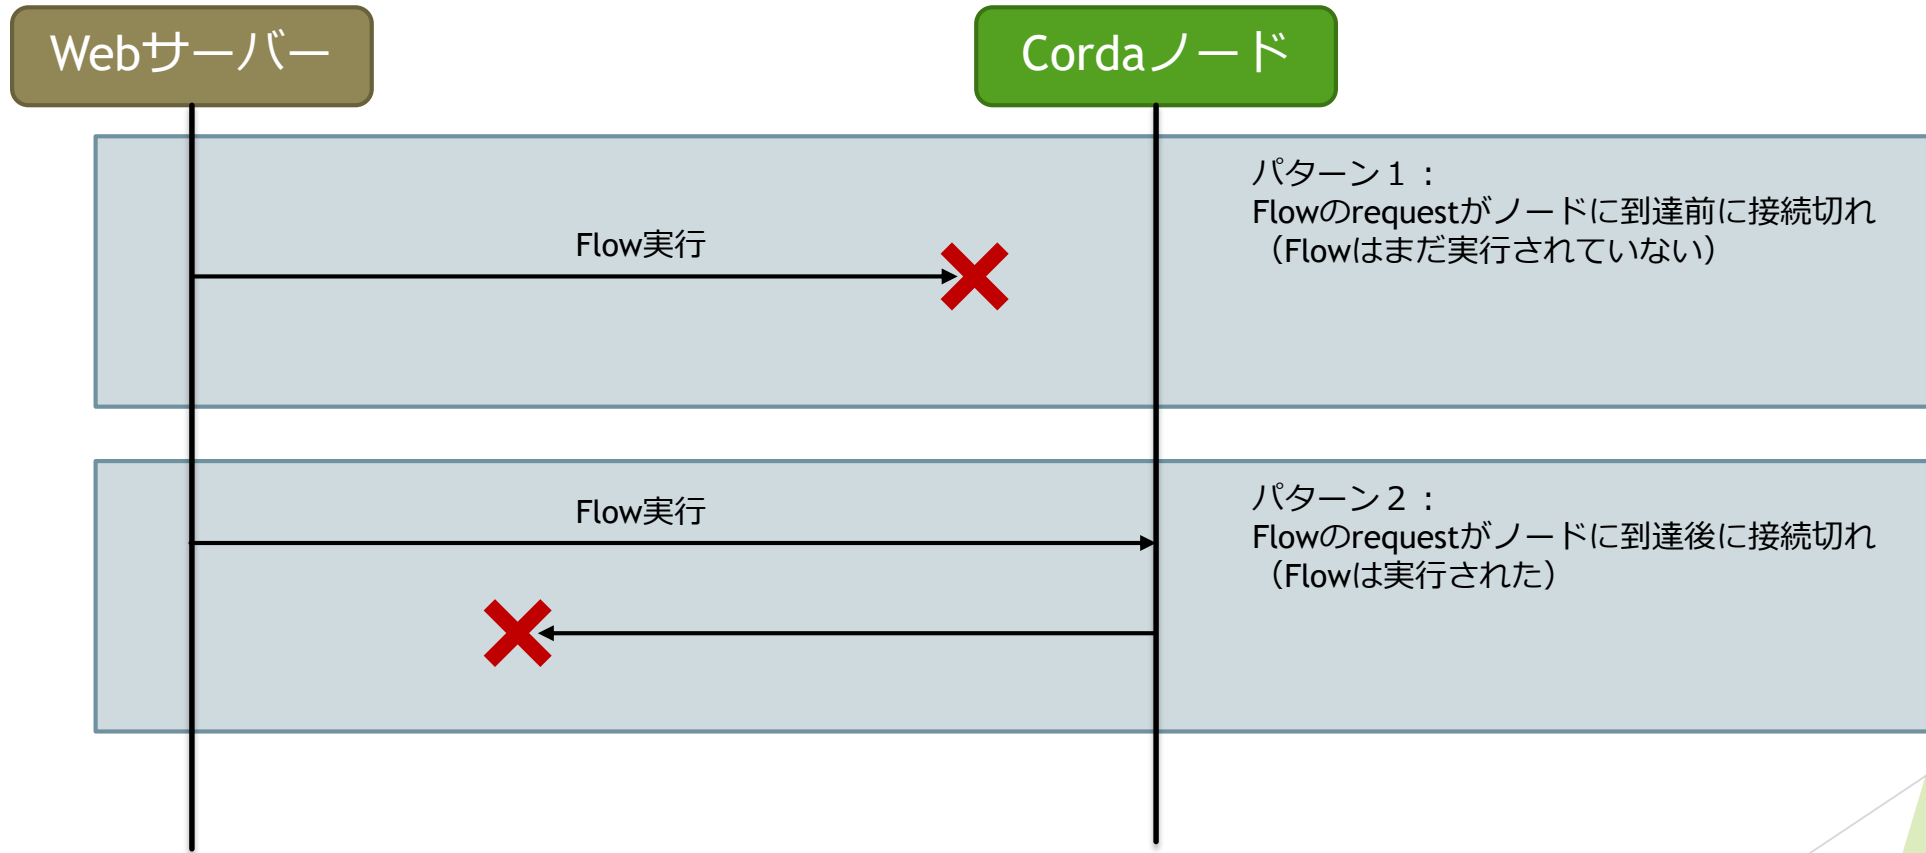 Webサーバー
Cordaノード
パターン１：
Flowのrequestがノードに到達前に接続切れ
（Flowはまだ実行されていない）
Flow実行
パターン２：
Flowのrequestがノードに到達後に接続切れ
（Flowは実行された）
Flow実行